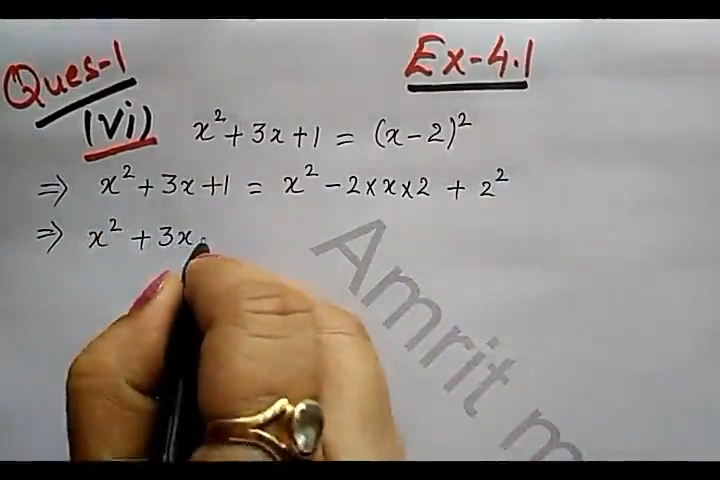 Ques-1
Ex-4.1
(vi) x² + 3x + 1 = (x - 2)²
⇒ x² + 3x + 1 = x² - 2 × x × 2 + 2²
⇒ x² + 3x
Amrit